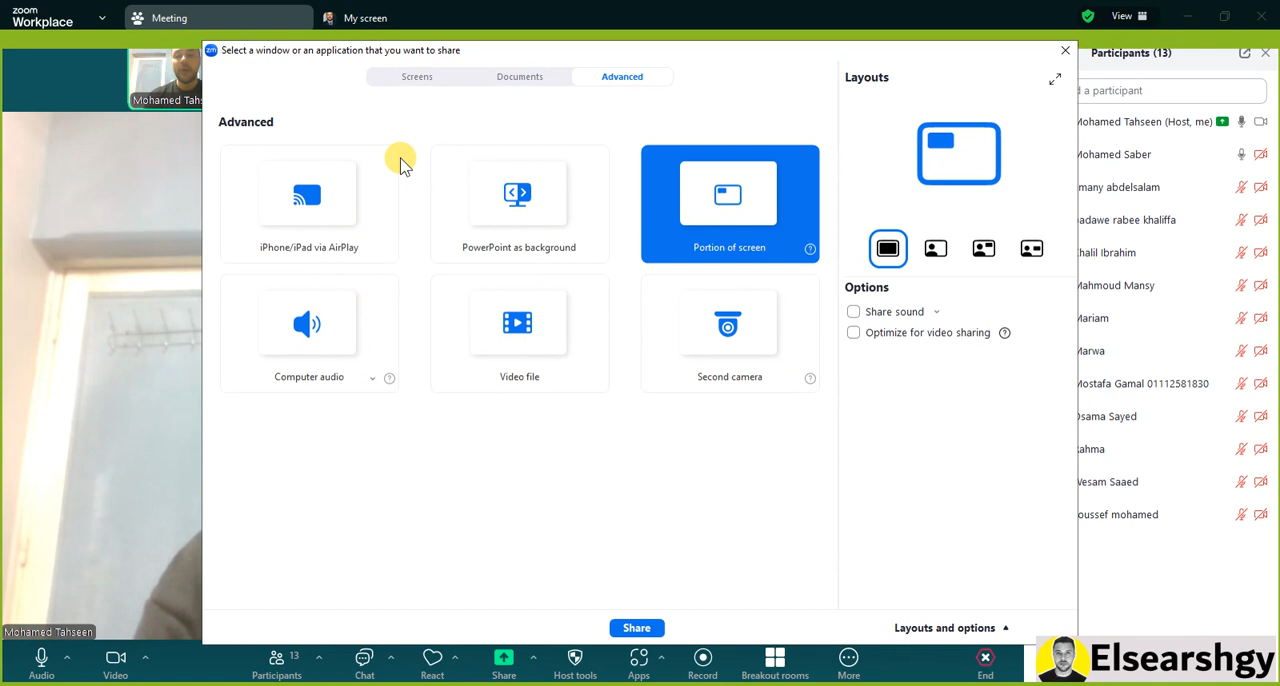 zoom
Workplace
Meeting
My screen
View
Select a window or an application that you want to share
Screens
Documents
Advanced
Advanced
iPhone/iPad via AirPlay
PowerPoint as background
Portion of screen
Computer audio
Video file
Second camera
Share
Layouts
Options
Share sound
Optimize for video sharing
Layouts and options
Participants (13)
d a participant
Mohamed Tahseen (Host, me)
Mohamed Saber
many abdelsalam
adawe rabee khaliffa
halil Ibrahim
Mahmoud Mansy
Mariam
Marwa
Mostafa Gamal 01112581830
sama Sayed
ahma
Wesam Saaed
oussef mohamed
Mohamed Tahs
Mohamed Tahseen
Audio
Video
13
Participants
Chat
React
Share
Host tools
Apps
Record
Breakout rooms
More
End
Elsearshgy